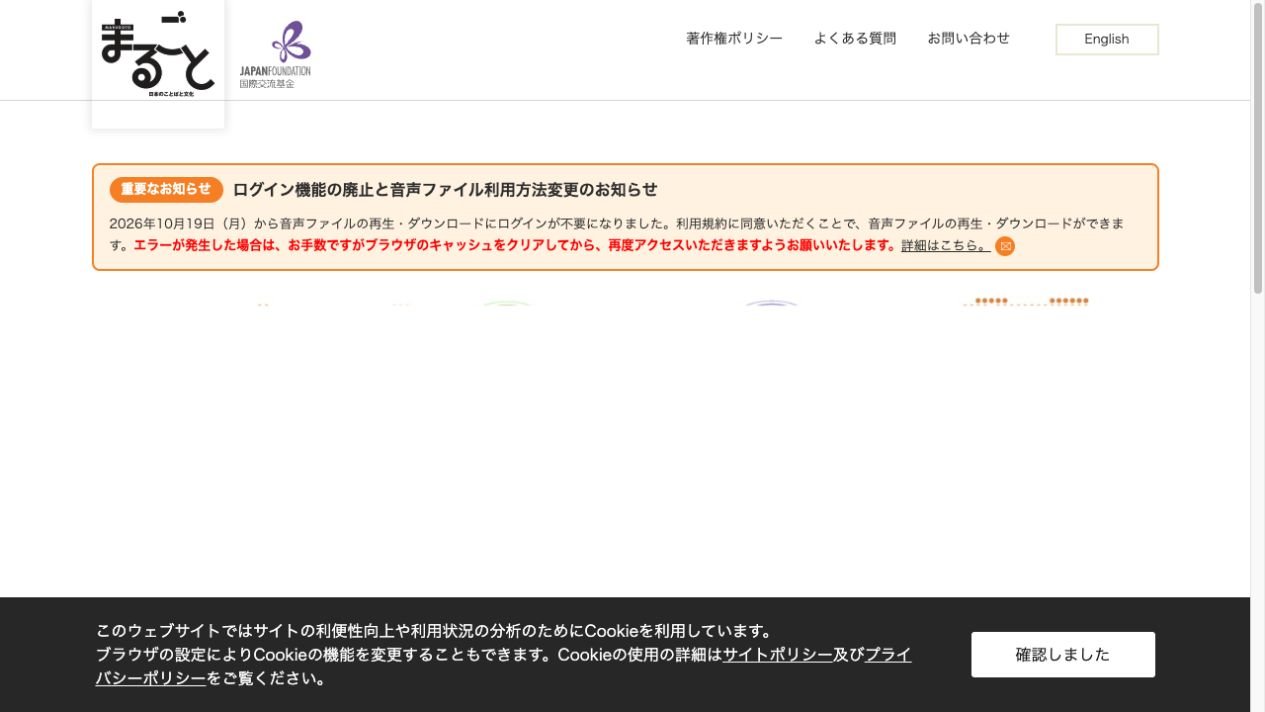 MARUGOTO
まるごと
日本のことばと文化
JAPANFOUNDATION
国際交流基金
著作権ポリシー
よくある質問
お問い合わせ
English
重要なお知らせ
ログイン機能の廃止と音声ファイル利用方法変更のお知らせ
2026年10月19日（月）から音声ファイルの再生・ダウンロードにログインが不要になりました。利用規約に同意いただくことで、音声ファイルの再生・ダウンロードができま
す。エラーが発生した場合は、お手数ですがブラウザのキャッシュをクリアしてから、再度アクセスいただきますようお願いいたします。詳細はこちら。
このウェブサイトではサイトの利便性向上や利用状況の分析のためにCookieを利用しています。
ブラウザの設定によりCookieの機能を変更することもできます。Cookieの使用の詳細はサイトポリシー及びプライ
バシーポリシーをご覧ください。
確認しました